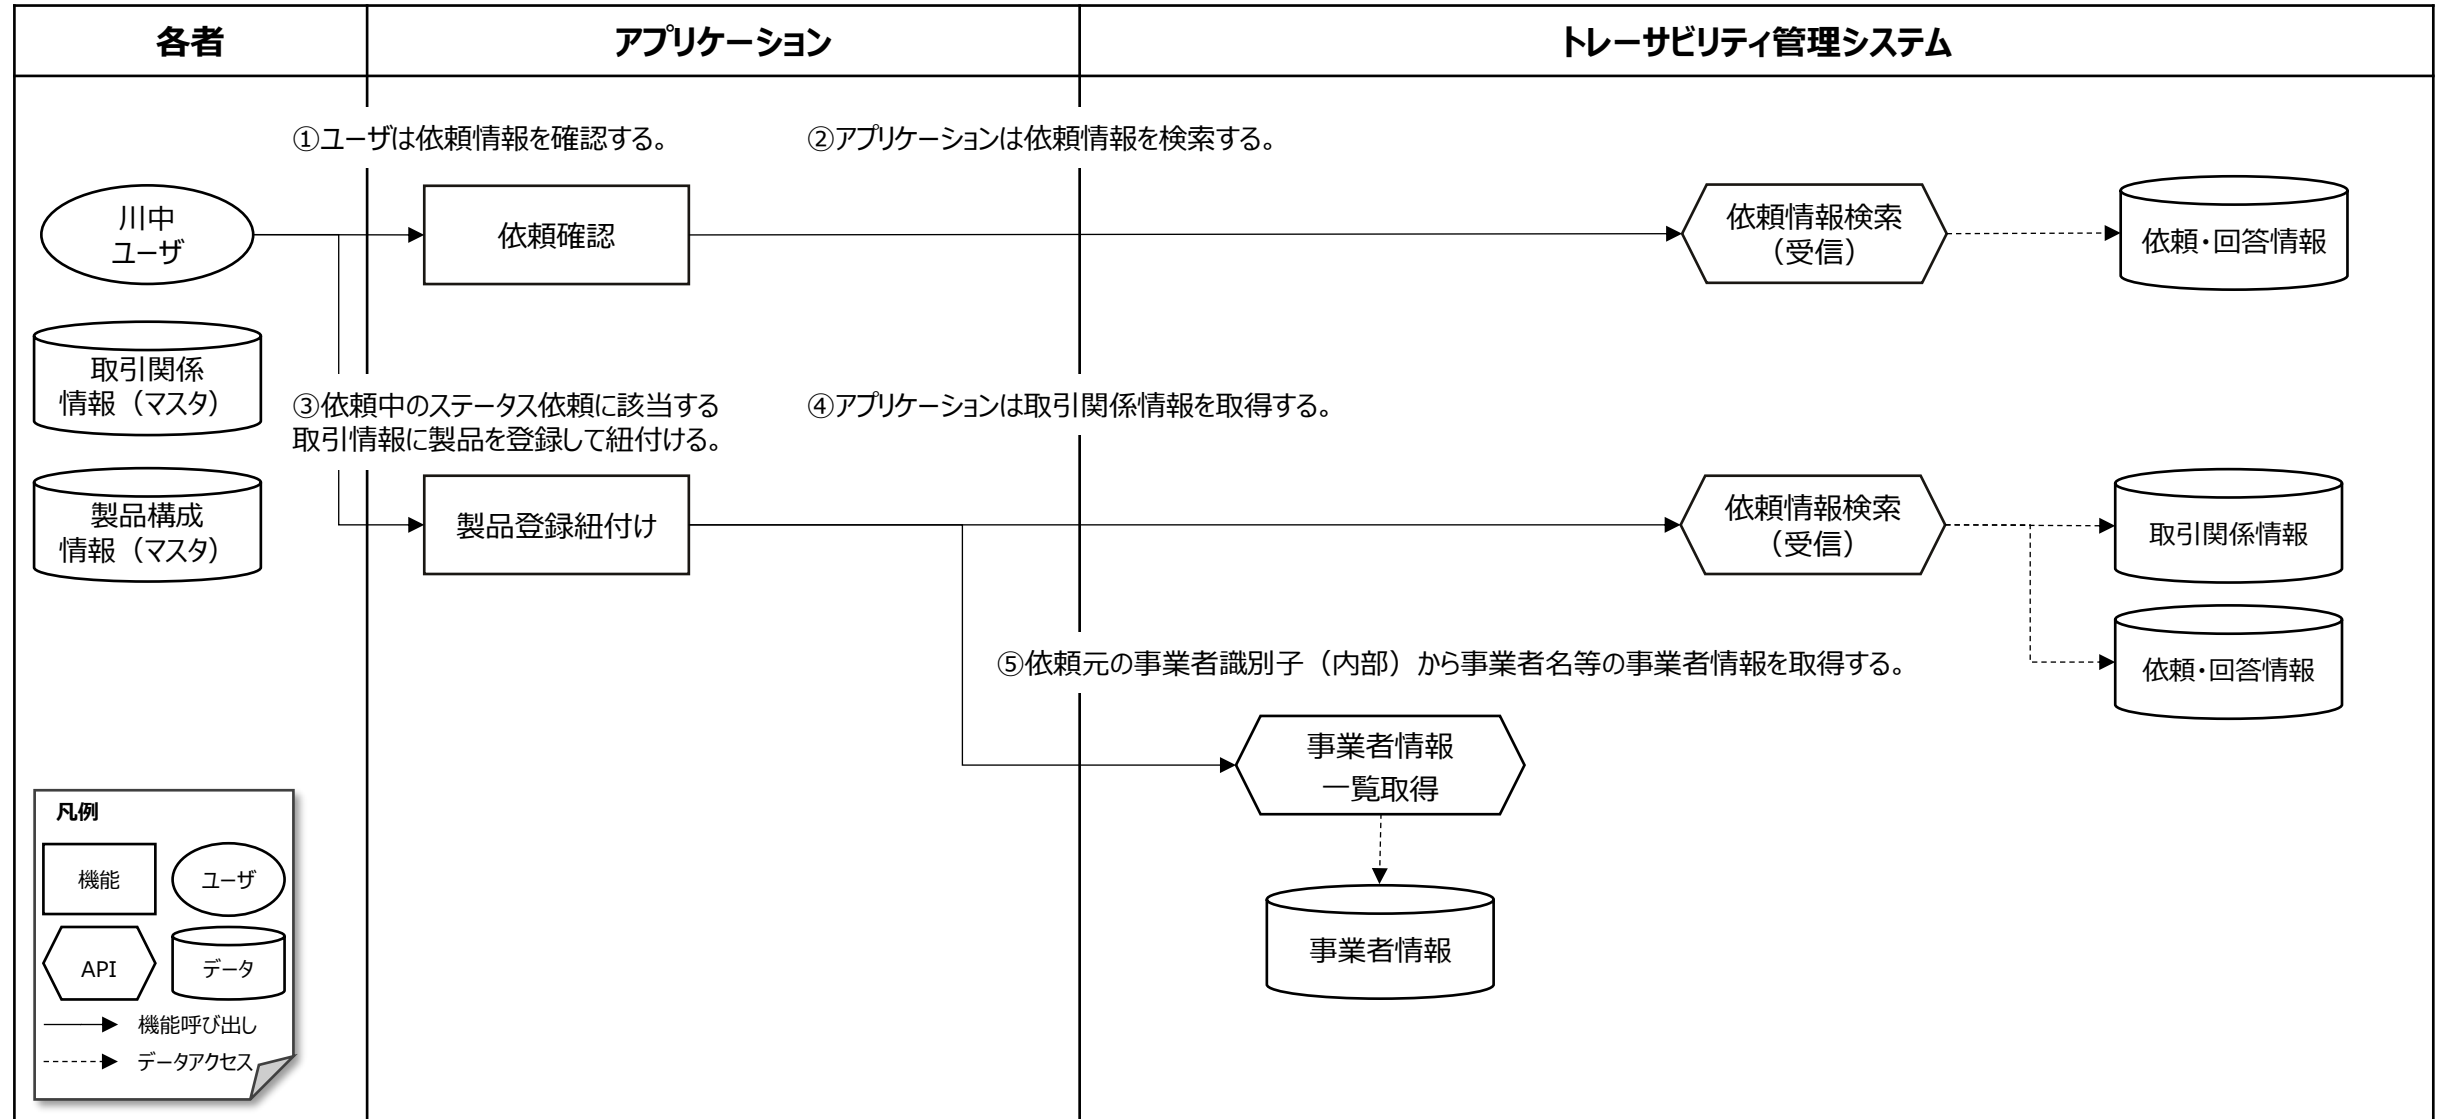 各者
アプリケーション
トレーサビリティ管理システム
①ユーザは依頼情報を確認する。
②アプリケーションは依頼情報を検索する。
川中
ユーザ
依頼確認
依頼情報検索
（受信）
依頼・回答情報
取引関係
情報（マスタ）
③依頼中のステータス依頼に該当する
取引情報に製品を登録して紐付ける。
④アプリケーションは取引関係情報を取得する。
製品構成
情報（マスタ）
製品登録紐付け
依頼情報検索
（受信）
取引関係情報
依頼・回答情報
⑤依頼元の事業者識別子（内部）から事業者名等の事業者情報を取得する。
事業者情報
一覧取得
事業者情報
凡例
機能
ユーザ
API
データ
機能呼び出し
データアクセス